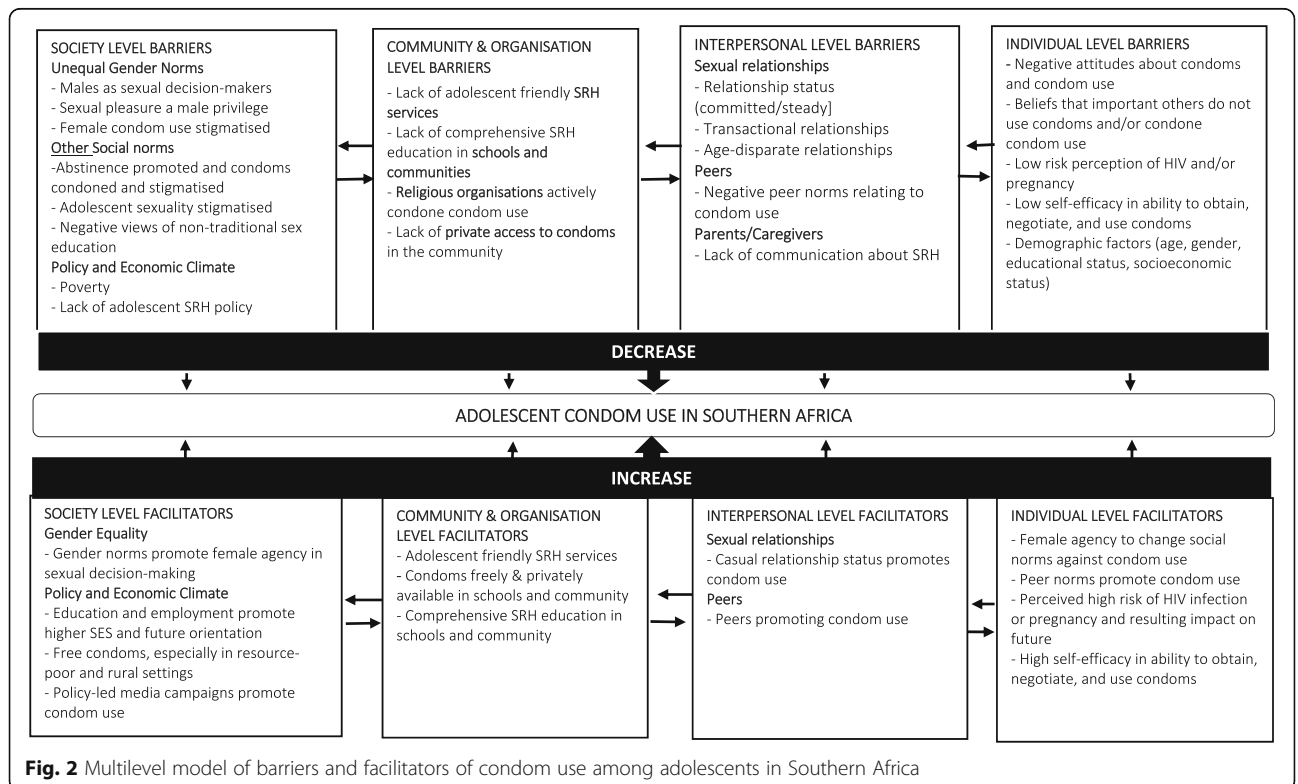 SOCIETY LEVEL BARRIERS
Unequal Gender Norms
- Males as sexual decision-makers
- Sexual pleasure a male privilege
- Female condom use stigmatised
Other Social norms
-Abstinence promoted and condoms
condoned and stigmatised
- Adolescent sexuality stigmatised
- Negative views of non-traditional sex
education
Policy and Economic Climate
- Poverty
- Lack of adolescent SRH policy
COMMUNITY & ORGANISATION
LEVEL BARRIERS
- Lack of adolescent friendly SRH
services
- Lack of comprehensive SRH
education in schools and
communities
- Religious organisations actively
condone condom use
- Lack of private access to condoms
in the community
INTERPERSONAL LEVEL BARRIERS
Sexual relationships
- Relationship status
(committed/steady]
- Transactional relationships
- Age-disparate relationships
Peers
- Negative peer norms relating to
condom use
Parents/Caregivers
- Lack of communication about SRH
INDIVIDUAL LEVEL BARRIERS
- Negative attitudes about condoms
and condom use
- Beliefs that important others do not
use condoms and/or condone
condom use
- Low risk perception of HIV and/or
pregnancy
- Low self-efficacy in ability to obtain,
negotiate, and use condoms
- Demographic factors (age, gender,
educational status, socioeconomic
status)
DECREASE
ADOLESCENT CONDOM USE IN SOUTHERN AFRICA
INCREASE
SOCIETY LEVEL FACILITATORS
Gender Equality
- Gender norms promote female agency in
sexual decision-making
Policy and Economic Climate
- Education and employment promote
higher SES and future orientation
- Free condoms, especially in resource-
poor and rural settings
- Policy-led media campaigns promote
condom use
COMMUNITY & ORGANISATION
LEVEL FACILITATORS
- Adolescent friendly SRH services
- Condoms freely & privately
available in schools and community
- Comprehensive SRH education in
schools and community
INTERPERSONAL LEVEL FACILITATORS
Sexual relationships
- Casual relationship status promotes
condom use
Peers
- Peers promoting condom use
INDIVIDUAL LEVEL FACILITATORS
- Female agency to change social
norms against condom use
- Peer norms promote condom use
- Perceived high risk of HIV infection
or pregnancy and resulting impact on
future
- High self-efficacy in ability to obtain,
negotiate, and use condoms
Fig. 2 Multilevel model of barriers and facilitators of condom use among adolescents in Southern Africa